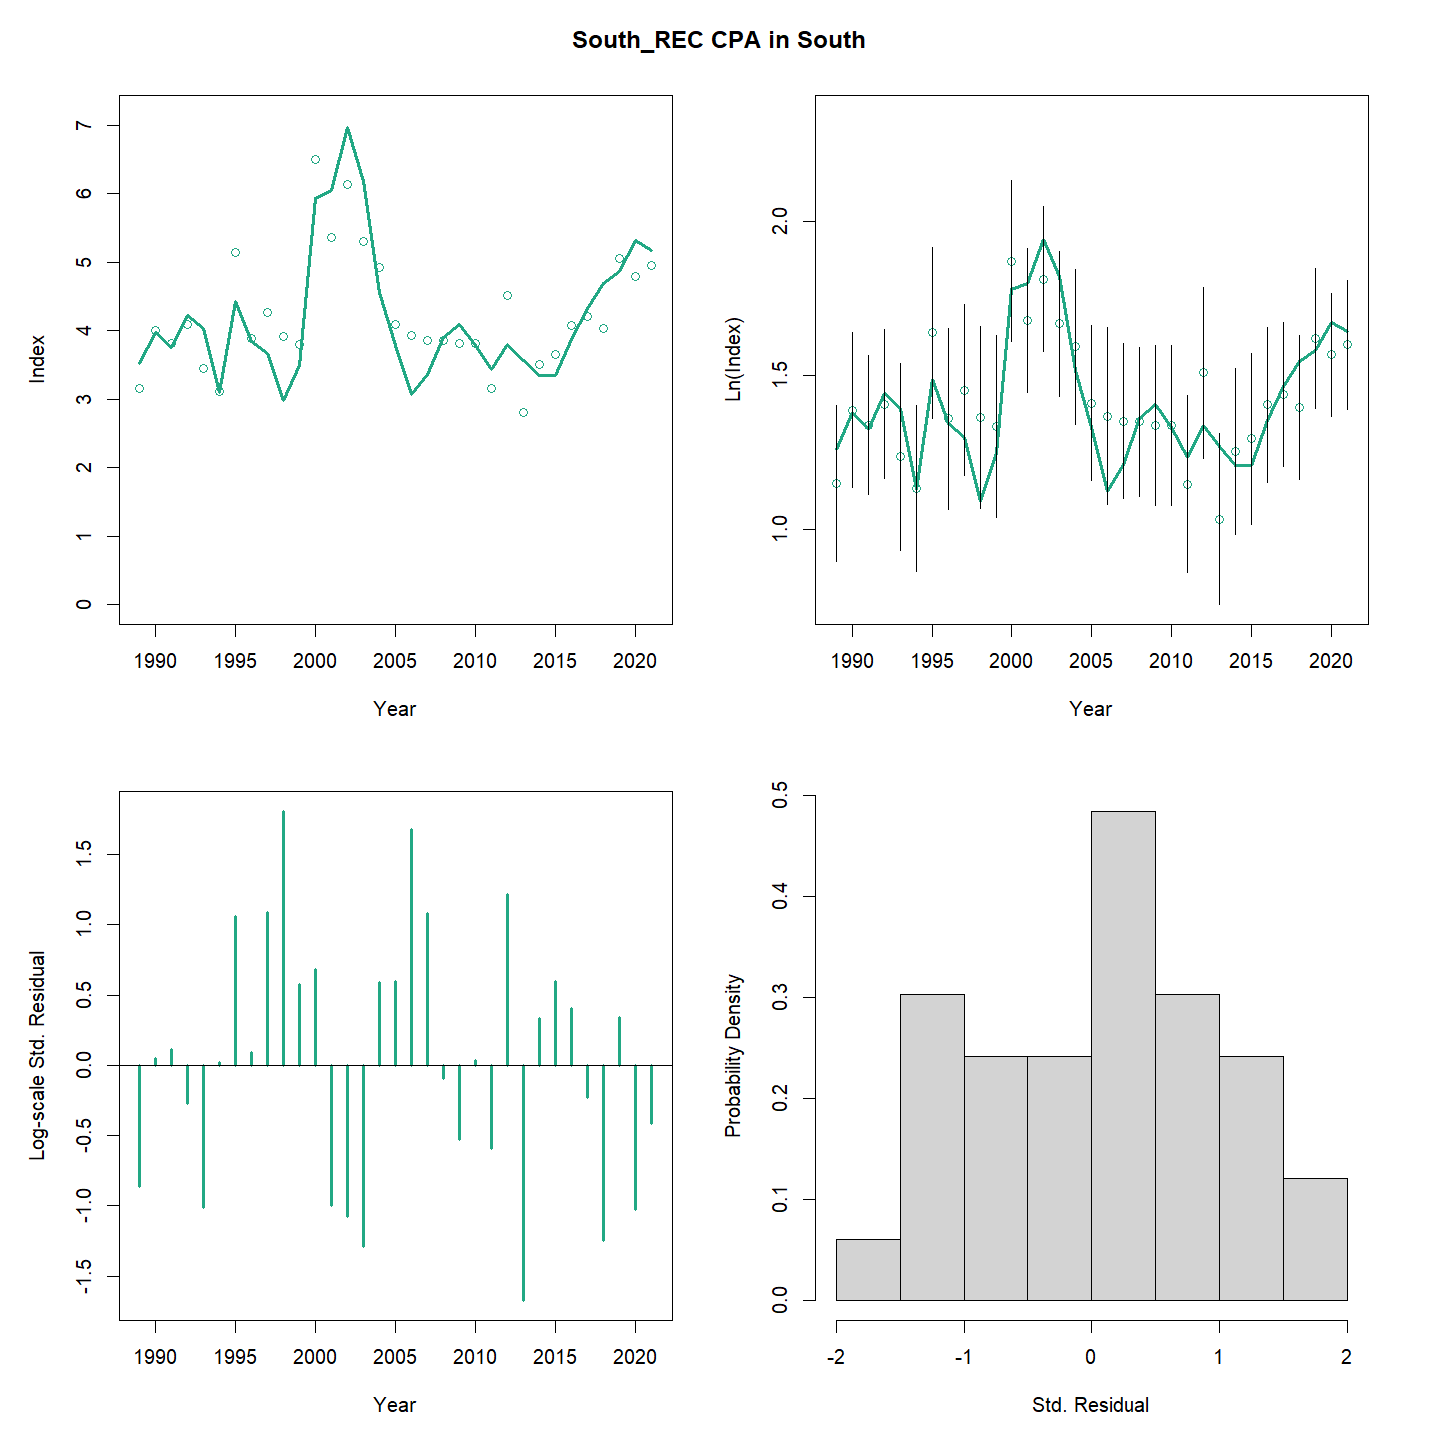 South_REC CPA in South
Index
7
6
5
4
3
2
1
0
1990 1995 2000 2005 2010 2015 2020
Year
Ln(Index)
2.0
1.5
1.0
1990 1995 2000 2005 2010 2015 2020
Year
Log-scale Std. Residual
1.5
1.0
0.5
0.0
-0.5
-1.0
-1.5
1990 1995 2000 2005 2010 2015 2020
Year
Probability Density
0.5
0.4
0.3
0.2
0.1
0.0
-2 -1 0 1 2
Std. Residual